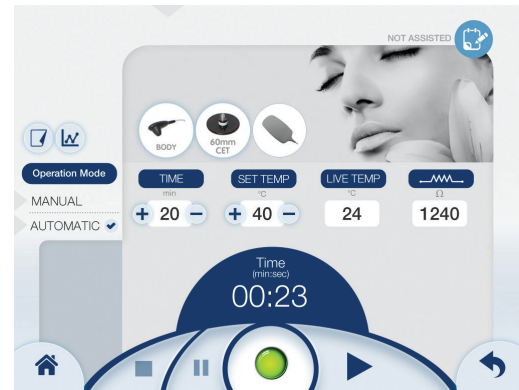 NOT ASSISTED
BODY
60mm
CET
Operation Mode
MANUAL
AUTOMATIC
TIME
min
+ 20 −
SET TEMP
°C
+ 40 −
LIVE TEMP
°C
24
Ω
1240
Time
(min:sec)
00:23